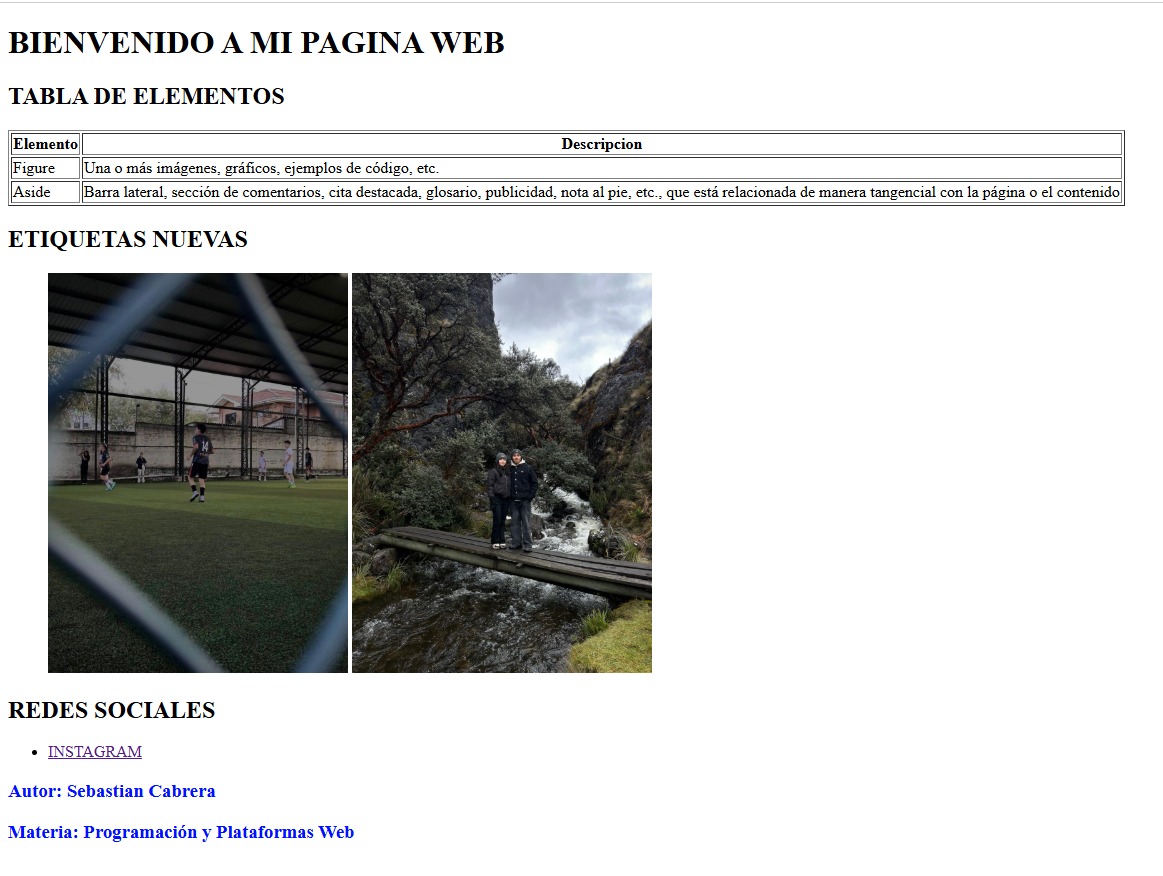 BIENVENIDO A MI PAGINA WEB
TABLA DE ELEMENTOS
Elemento Descripcion
Figure Una o más imágenes, gráficos, ejemplos de código, etc.
Aside Barra lateral, sección de comentarios, cita destacada, glosario, publicidad, nota al pie, etc., que está relacionada de manera tangencial con la página o el contenido
ETIQUETAS NUEVAS
14
REDES SOCIALES
INSTAGRAM
Autor: Sebastian Cabrera
Materia: Programación y Plataformas Web